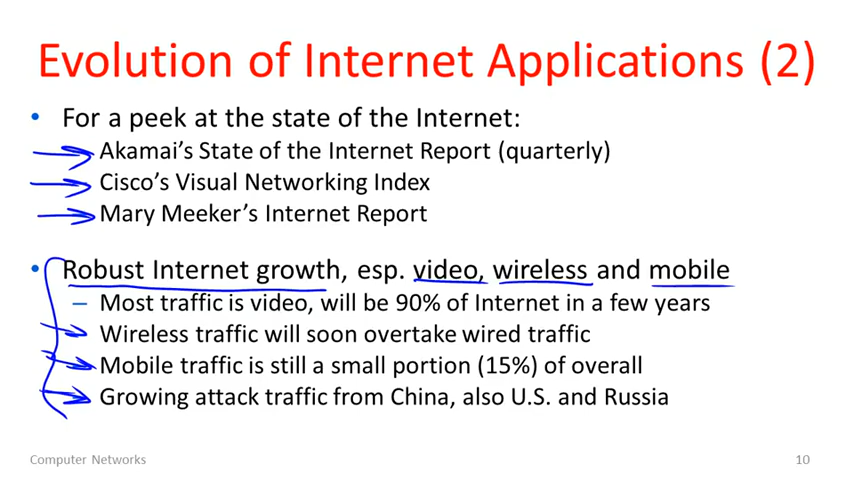 Evolution of Internet Applications (2)
• For a peek at the state of the Internet:
Akamai's State of the Internet Report (quarterly)
Cisco's Visual Networking Index
Mary Meeker's Internet Report
• Robust Internet growth, esp. video, wireless and mobile
– Most traffic is video, will be 90% of Internet in a few years
Wireless traffic will soon overtake wired traffic
Mobile traffic is still a small portion (15%) of overall
Growing attack traffic from China, also U.S. and Russia
Computer Networks
10